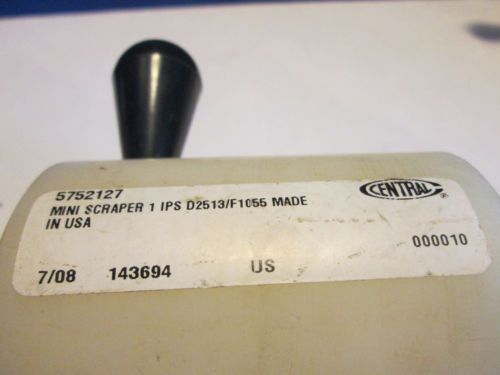 5752127
CENTRAL®
MINI SCRAPER 1 IPS D2513/F1055 MADE
IN USA
000010
7/08 143694 US